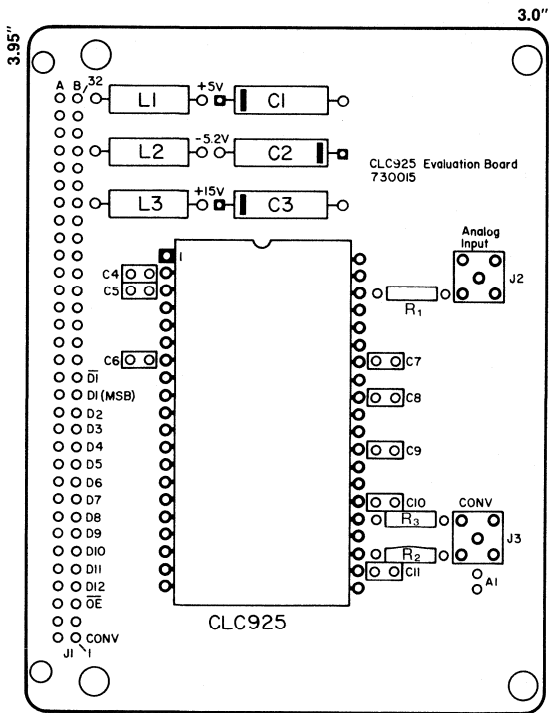 3.0"
3.95"
A B 32
L1
+5V
C1
L2
-5.2V
C2
CLC925 Evaluation Board
730015
L3
+15V
C3
Analog
Input
J2
1
C4
C5
R1
C6
C7
D1
D1 (MSB)
C8
D2
D3
D4
C9
D5
D6
D7
C10
CONV
D8
R3
D9
J3
D10
R2
D11
C11
A1
D12
OE
CLC925
CONV
J1 1